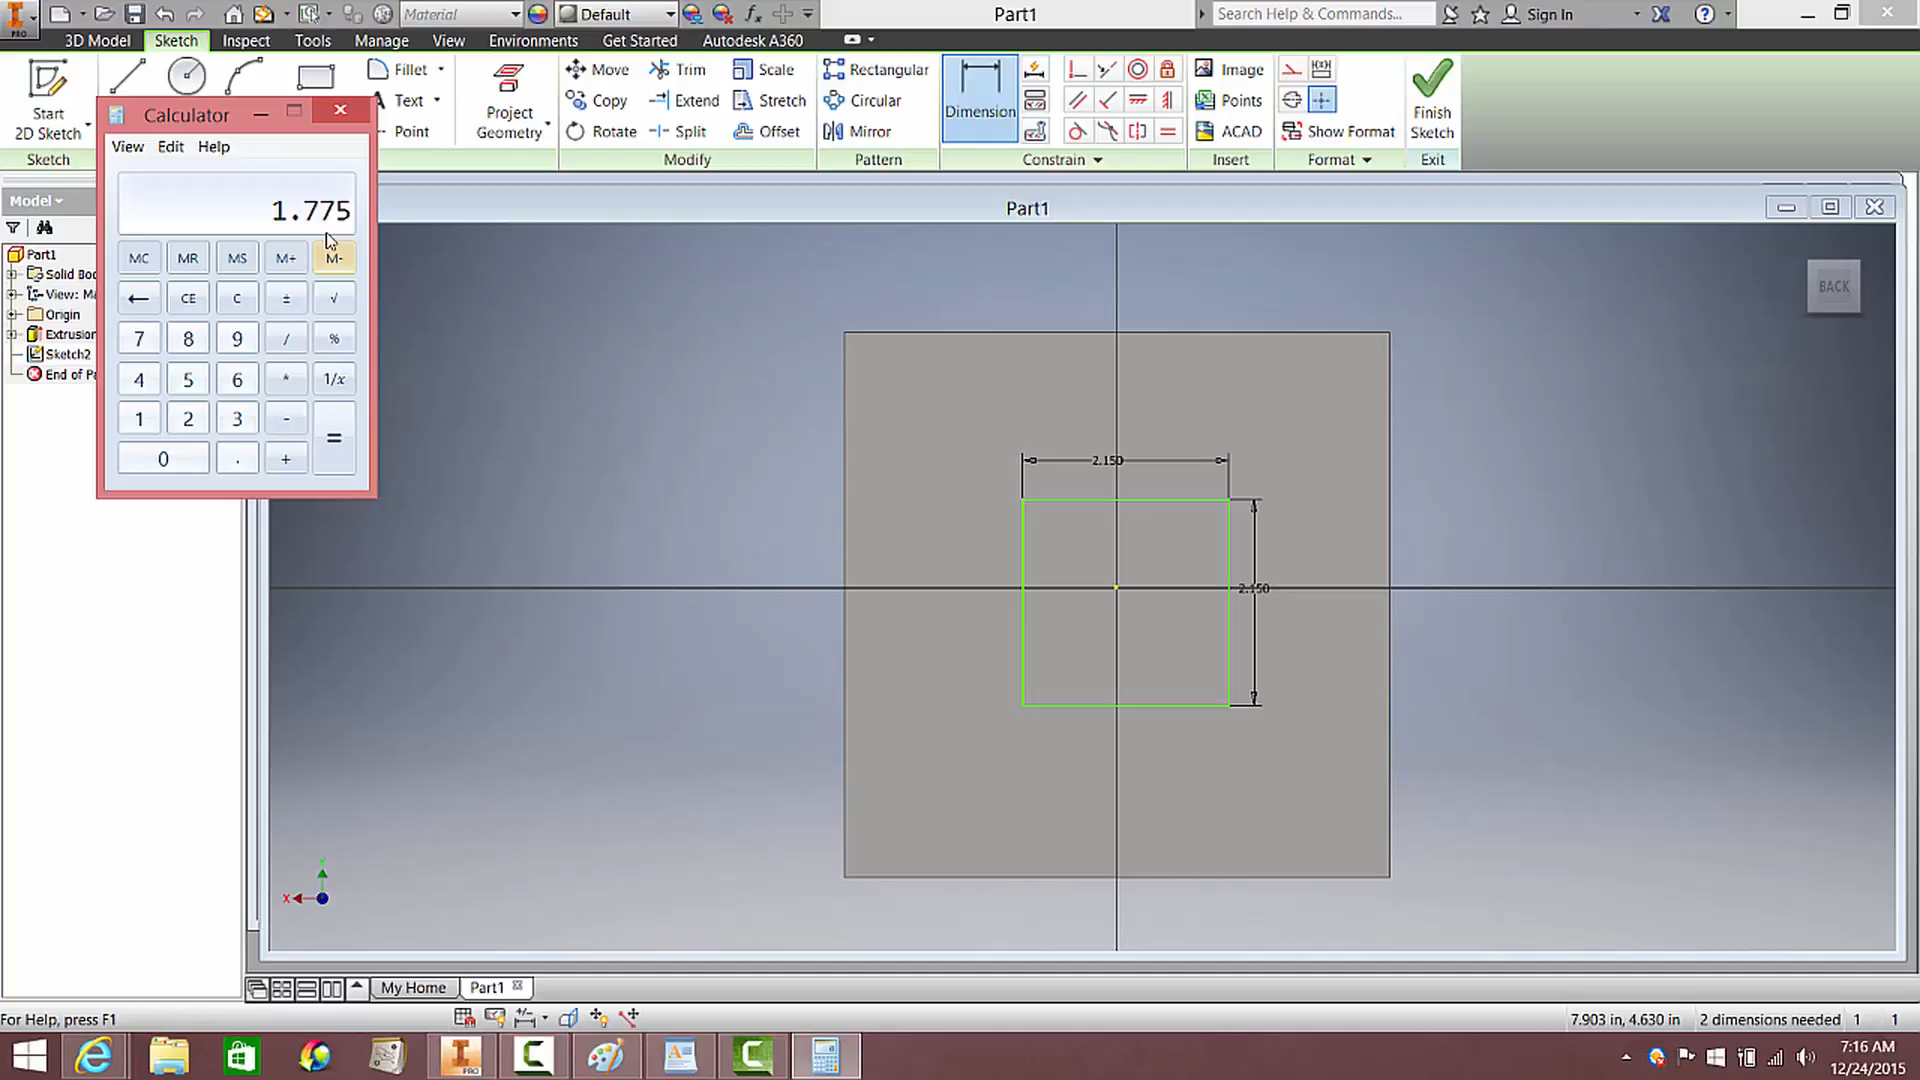 PRO
Material
Default
Part1
Search Help & Commands...
Sign In
3D Model
Sketch
Inspect
Tools
Manage
View
Environments
Get Started
Autodesk A360
Start
2D Sketch
Fillet
Text
Point
Project
Geometry
Move
Copy
Rotate
Trim
Extend
Split
Scale
Stretch
Offset
Rectangular
Circular
Mirror
Dimension
Image
Points
ACAD
Show Format
Finish
Sketch
Sketch
Modify
Pattern
Constrain
Insert
Format
Exit
Calculator
View Edit Help
1.775
MC MR MS M+ M-
← CE C ± √
7 8 9 / %
4 5 6 * 1/x
1 2 3 -
0 . + =
Model
Part1
Solid Bo
View: Ma
Origin
Extrusion
Sketch2
End of Pa
Part1
BACK
2.150
2.150
Y
X
My Home
Part1
For Help, press F1
7.903 in, 4.630 in
2 dimensions needed
1
1
PRO
7:16 AM
12/24/2015